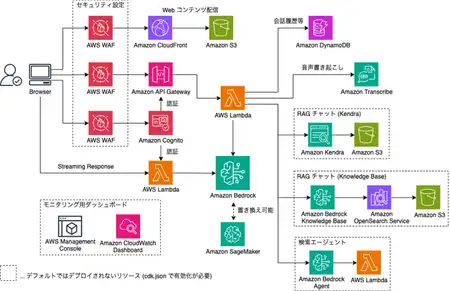 セキュリティ設定
Web コンテンツ配信
会話履歴等
AWS WAF
Amazon CloudFront
Amazon S3
Amazon DynamoDB
音声書き起こし
Browser
AWS WAF
Amazon API Gateway
AWS Lambda
Amazon Transcribe
認証
RAG チャット (Kendra)
AWS WAF
Amazon Cognito
Amazon Kendra
Amazon S3
認証
Streaming Response
AWS Lambda
Amazon Bedrock
RAG チャット (Knowledge Base)
Amazon Bedrock
Knowledge Base
Amazon
OpenSearch Service
Amazon S3
モニタリング用ダッシュボード
置き換え可能
AWS Management
Console
Amazon CloudWatch
Dashboard
Amazon SageMaker
検索エージェント
Amazon Bedrock
Agent
AWS Lambda
... デフォルトではデプロイされないリソース (cdk.json で有効化が必要)